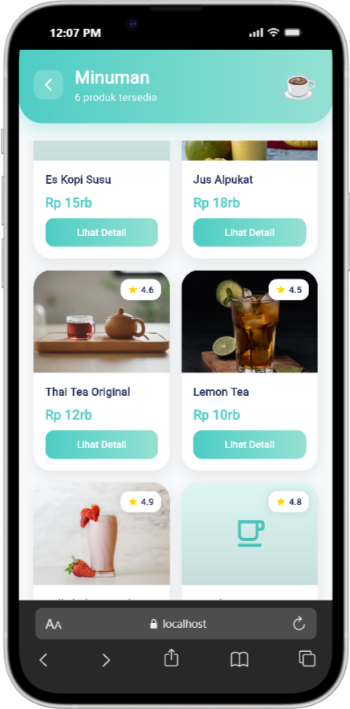 12:07 PM
Minuman
6 produk tersedia
Es Kopi Susu
Jus Alpukat
Rp 15rb
Rp 18rb
Lihat Detail
Lihat Detail
4.6
4.5
Thai Tea Original
Lemon Tea
Rp 12rb
Rp 10rb
Lihat Detail
Lihat Detail
4.9
4.8
AA
localhost